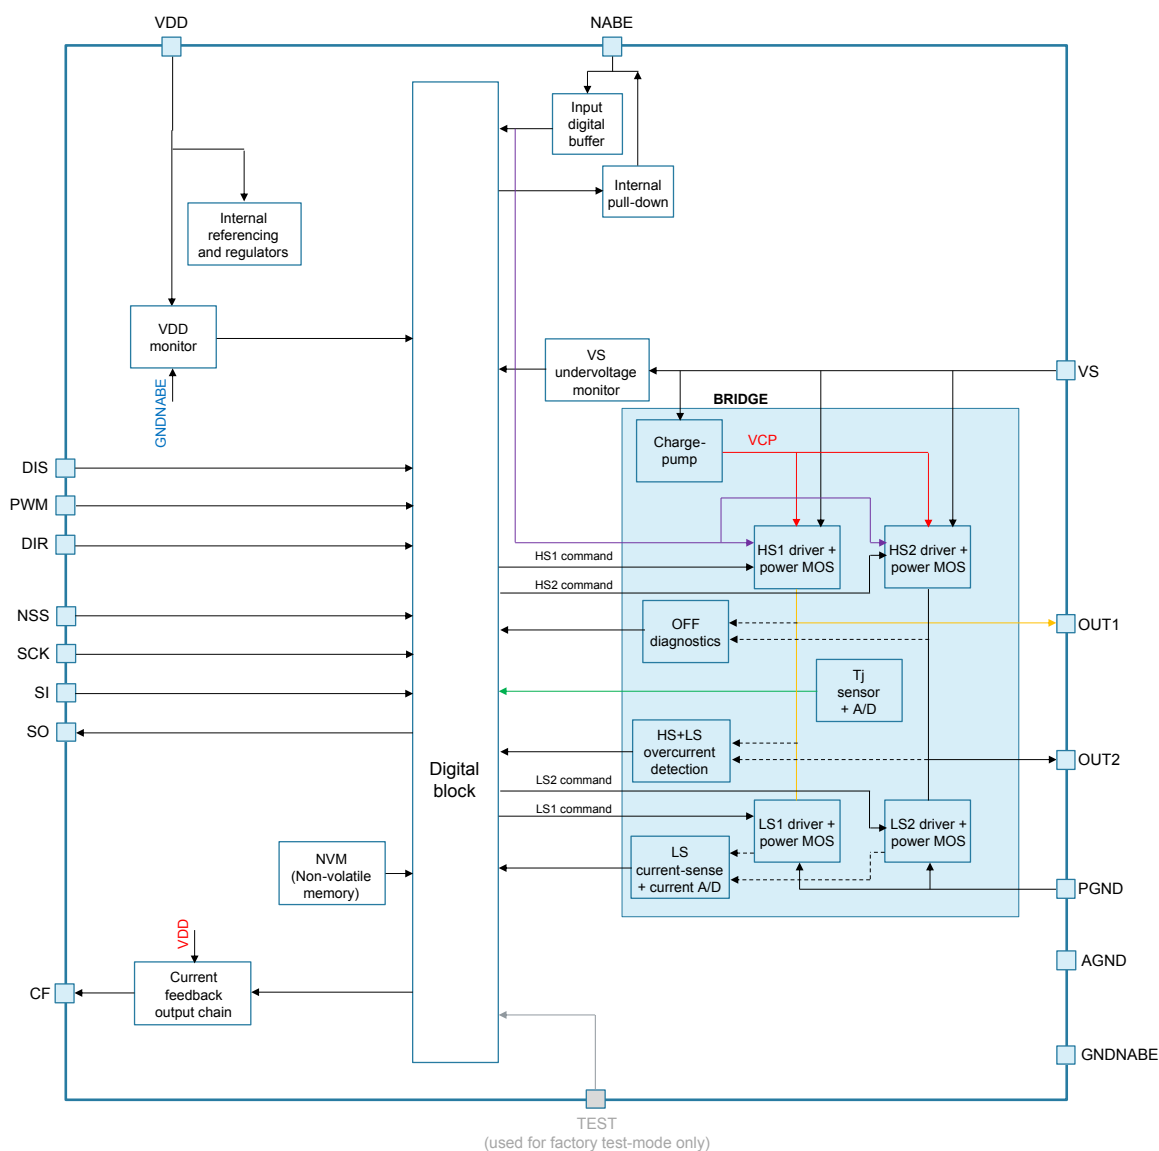 VDD
NABE
Input
digital
buffer
Internal
pull-down
Internal
referencing
and regulators
VDD
monitor
GNDNABE
VS
undervoltage
monitor
VS
BRIDGE
Charge-
pump
VCP
DIS
PWM
DIR
HS1 command
HS2 command
HS1 driver +
power MOS
HS2 driver +
power MOS
NSS
SCK
SI
SO
OFF
diagnostics
OUT1
Tj
sensor
+ A/D
HS+LS
overcurrent
detection
OUT2
Digital
block
LS2 command
LS1 command
LS1 driver +
power MOS
LS2 driver +
power MOS
LS
current-sense
+ current A/D
NVM
(Non-volatile
memory)
PGND
VDD
AGND
CF
Current
feedback
output chain
GNDNABE
TEST
(used for factory test-mode only)